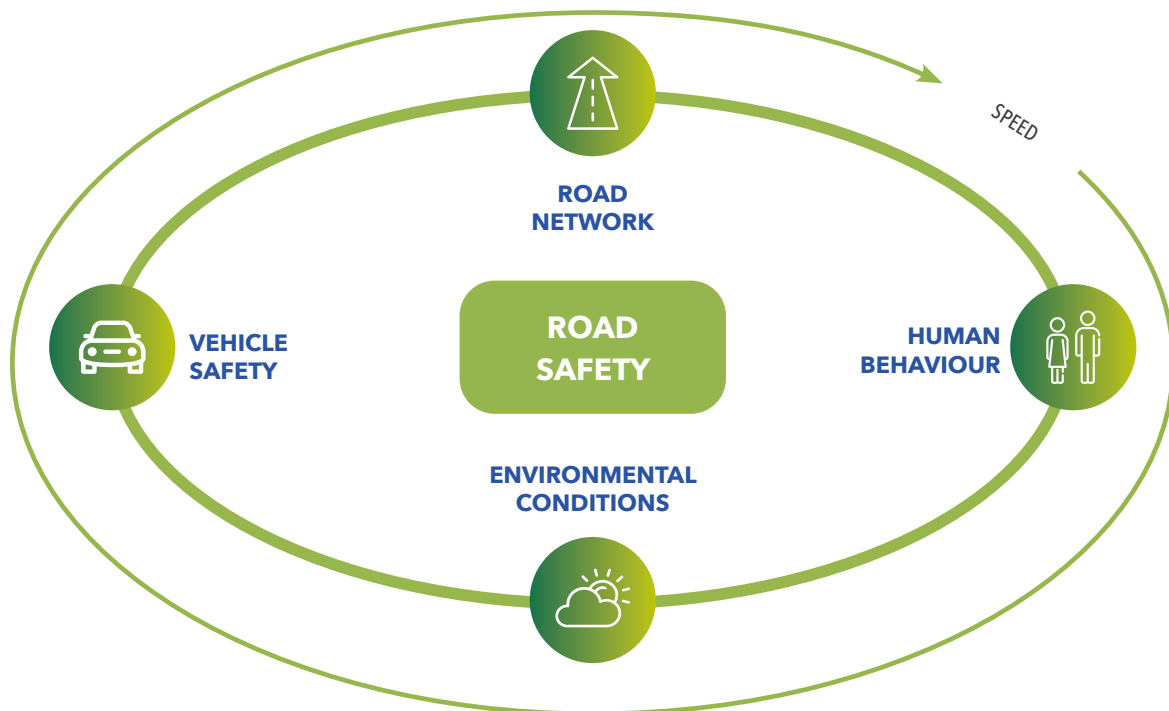 SPEED
ROAD
NETWORK
VEHICLE
SAFETY
ROAD
SAFETY
HUMAN
BEHAVIOUR
ENVIRONMENTAL
CONDITIONS